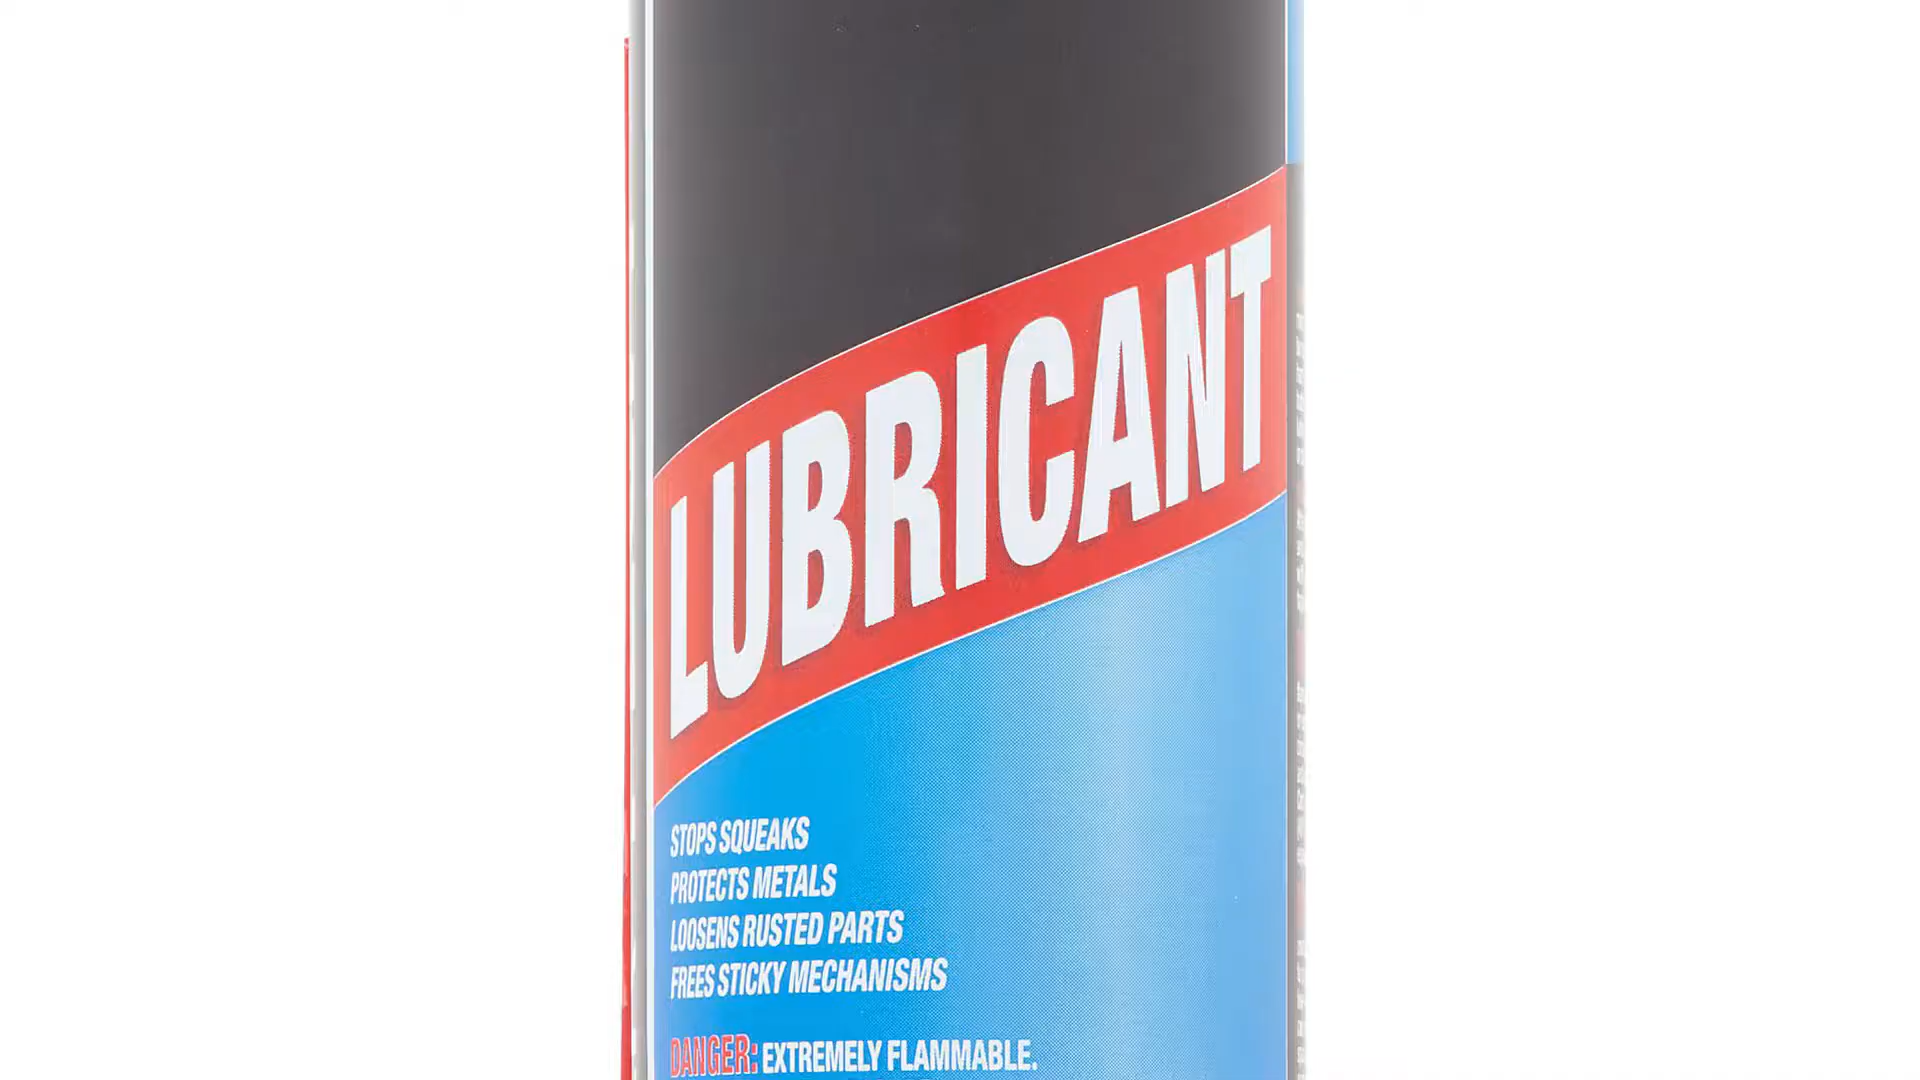 LUBRICANT
STOPS SQUEAKS
PROTECTS METALS
LOOSENS RUSTED PARTS
FREES STICKY MECHANISMS
DANGER: EXTREMELY FLAMMABLE.